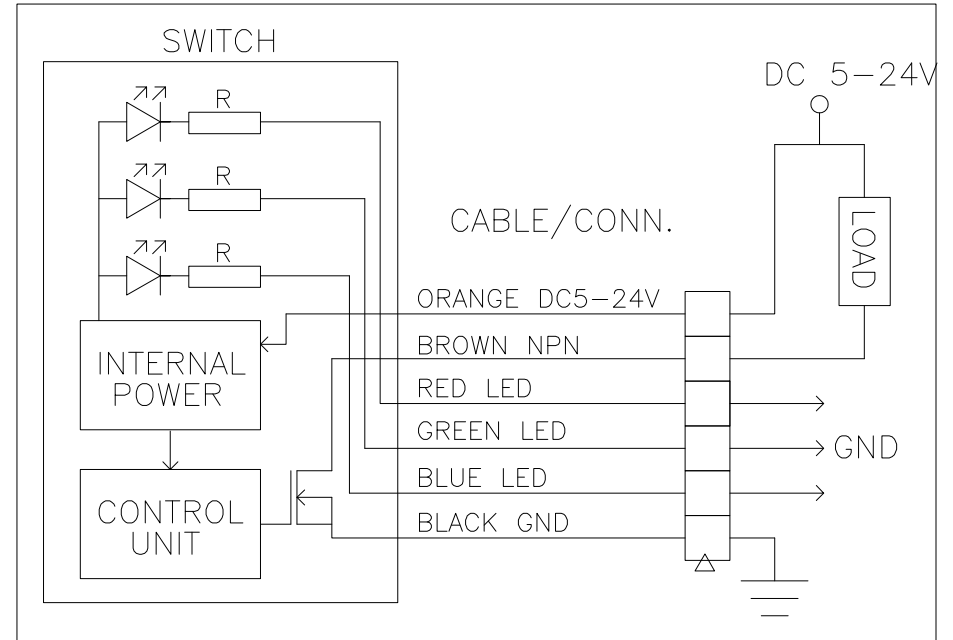 SWITCH
DC 5-24V
R
R
R
CABLE/CONN.
LOAD
ORANGE DC5-24V
BROWN NPN
RED LED
GREEN LED
BLUE LED
BLACK GND
INTERNAL
POWER
CONTROL
UNIT
GND